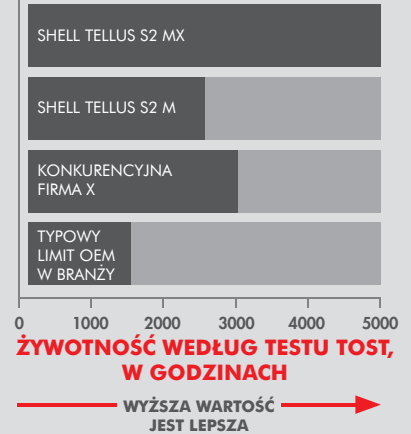 SHELL TELLUS S2 MX
SHELL TELLUS S2 M
KONKURENCYJNA
FIRMA X
TYPOWY
LIMIT OEM
W BRANŻY
0 1000 2000 3000 4000 5000
ŻYWOTNOŚĆ WEDŁUG TESTU TOST,
W GODZINACH
WYŻSZA WARTOŚĆ
JEST LEPSZA